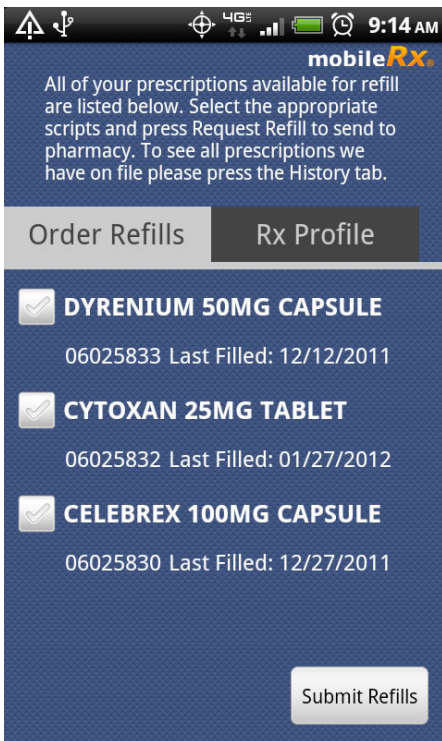 4G 9:14 AM
mobileRx®
All of your prescriptions available for refill
are listed below. Select the appropriate
scripts and press Request Refill to send to
pharmacy. To see all prescriptions we
have on file please press the History tab.
Order Refills Rx Profile
DYRENIUM 50MG CAPSULE
06025833 Last Filled: 12/12/2011
CYTOXAN 25MG TABLET
06025832 Last Filled: 01/27/2012
CELEBREX 100MG CAPSULE
06025830 Last Filled: 12/27/2011
Submit Refills